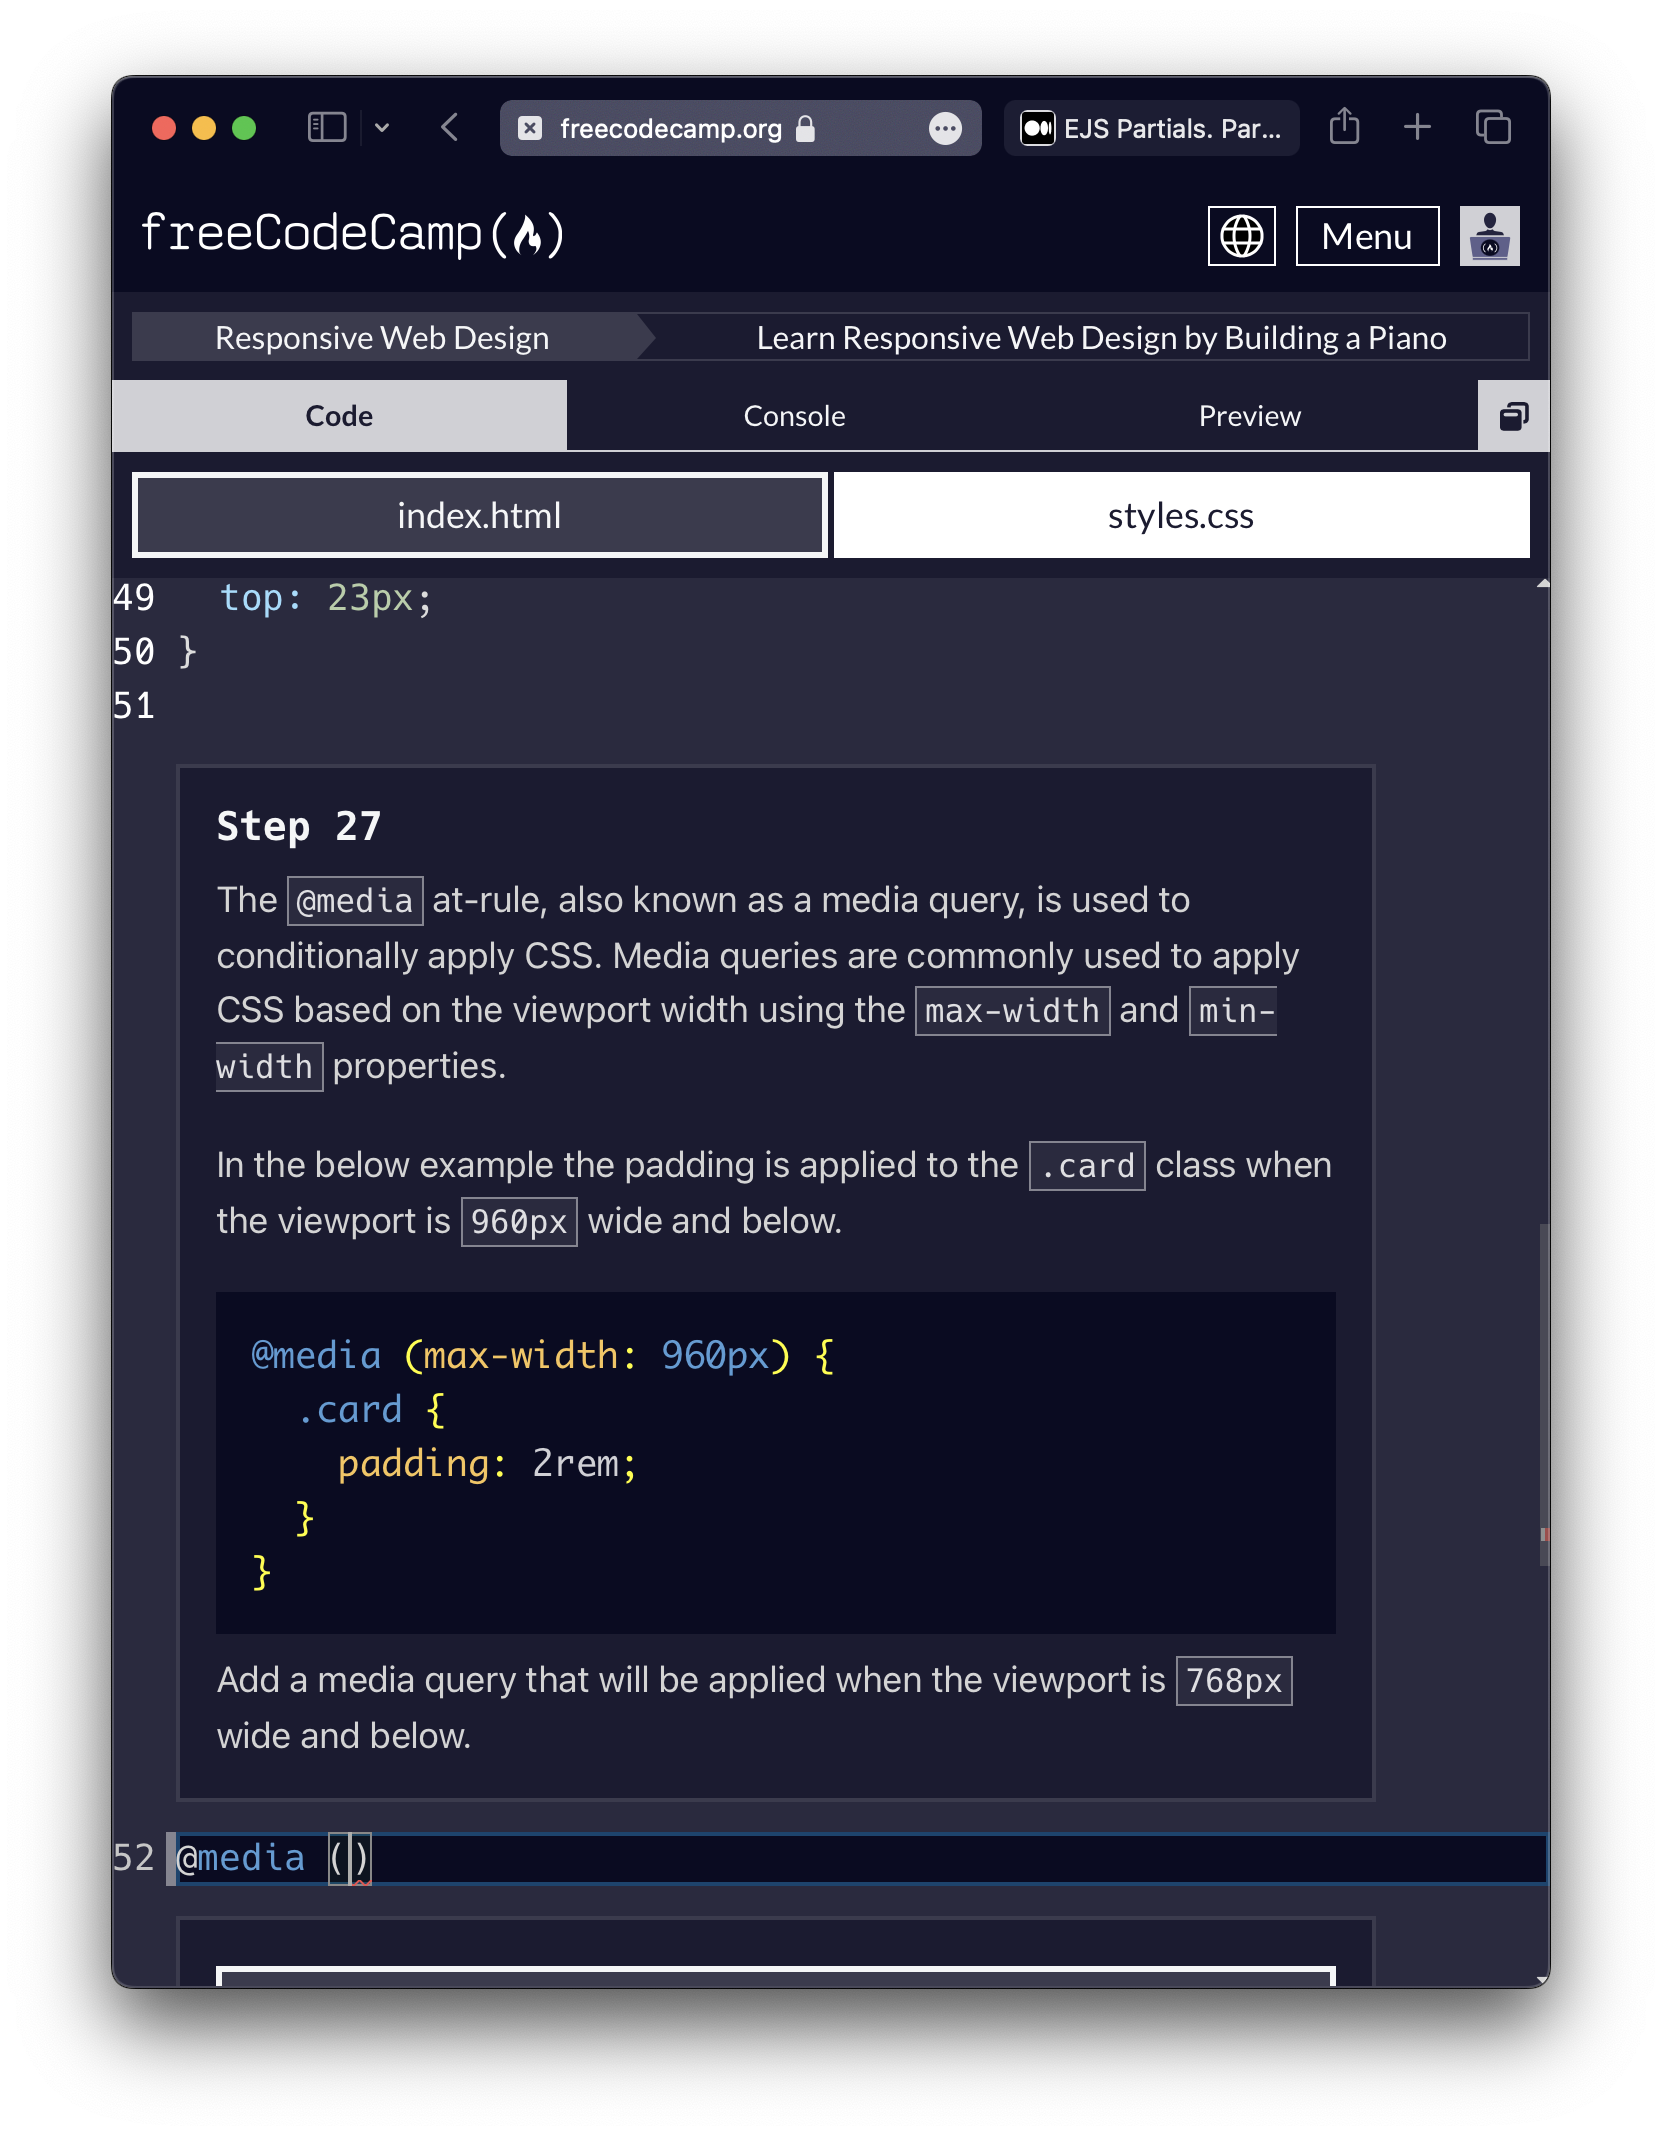 freecodecamp.org
EJS Partials. Par...
freeCodeCamp
Menu
Responsive Web Design
Learn Responsive Web Design by Building a Piano
Code
Console
Preview
index.html
styles.css
49   top: 23px;
50 }
51
Step 27
The @media at-rule, also known as a media query, is used to
conditionally apply CSS. Media queries are commonly used to apply
CSS based on the viewport width using the max-width and min-
width properties.
In the below example the padding is applied to the .card class when
the viewport is 960px wide and below.
@media (max-width: 960px) {
  .card {
    padding: 2rem;
  }
}
Add a media query that will be applied when the viewport is 768px
wide and below.
52 @media ()